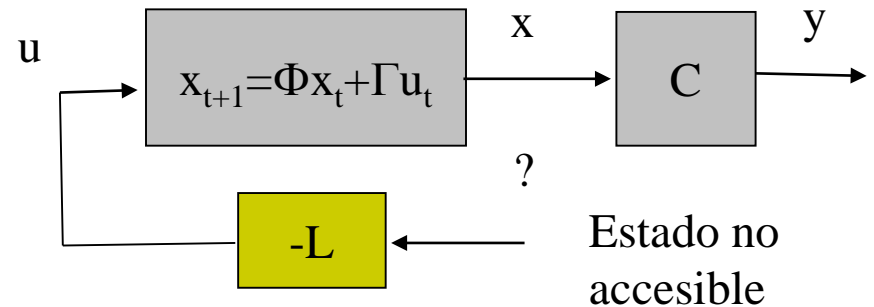 u
x
y
x_{t+1}=Φx_t+Γu_t
C
?
-L
Estado no
accesible